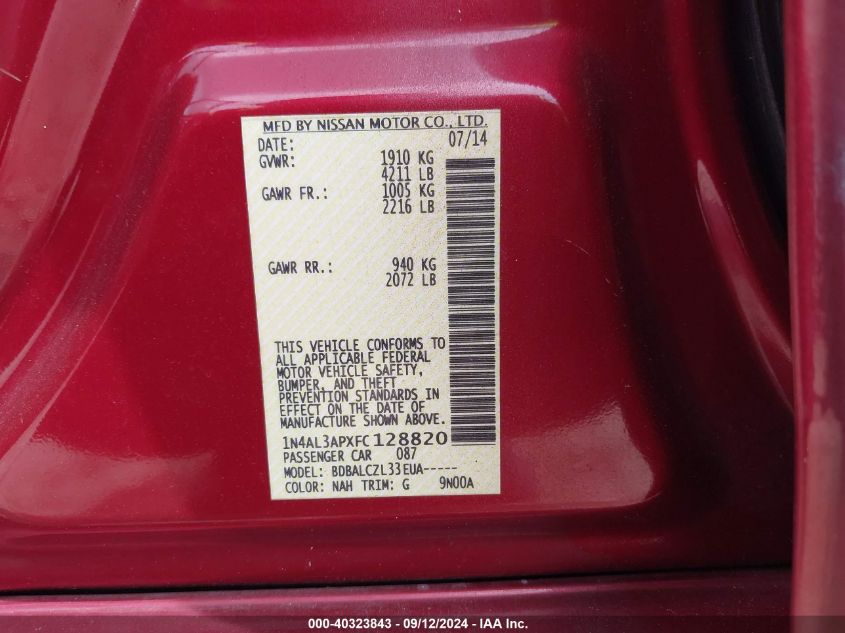 MFD BY NISSAN MOTOR CO., LTD.
DATE: 07/14
GVWR: 1910 KG
4211 LB
GAWR FR.: 1005 KG
2216 LB
GAWR RR.: 940 KG
2072 LB
THIS VEHICLE CONFORMS TO
ALL APPLICABLE FEDERAL
MOTOR VEHICLE SAFETY,
BUMPER, AND THEFT
PREVENTION STANDARDS IN
EFFECT ON THE DATE OF
MANUFACTURE SHOWN ABOVE.
1N4AL3APXFC128820
PASSENGER CAR 087
MODEL: BDBALCZL33EUA-----
COLOR: NAH TRIM: G 9N00A
000-40323843 - 09/12/2024 - IAA Inc.